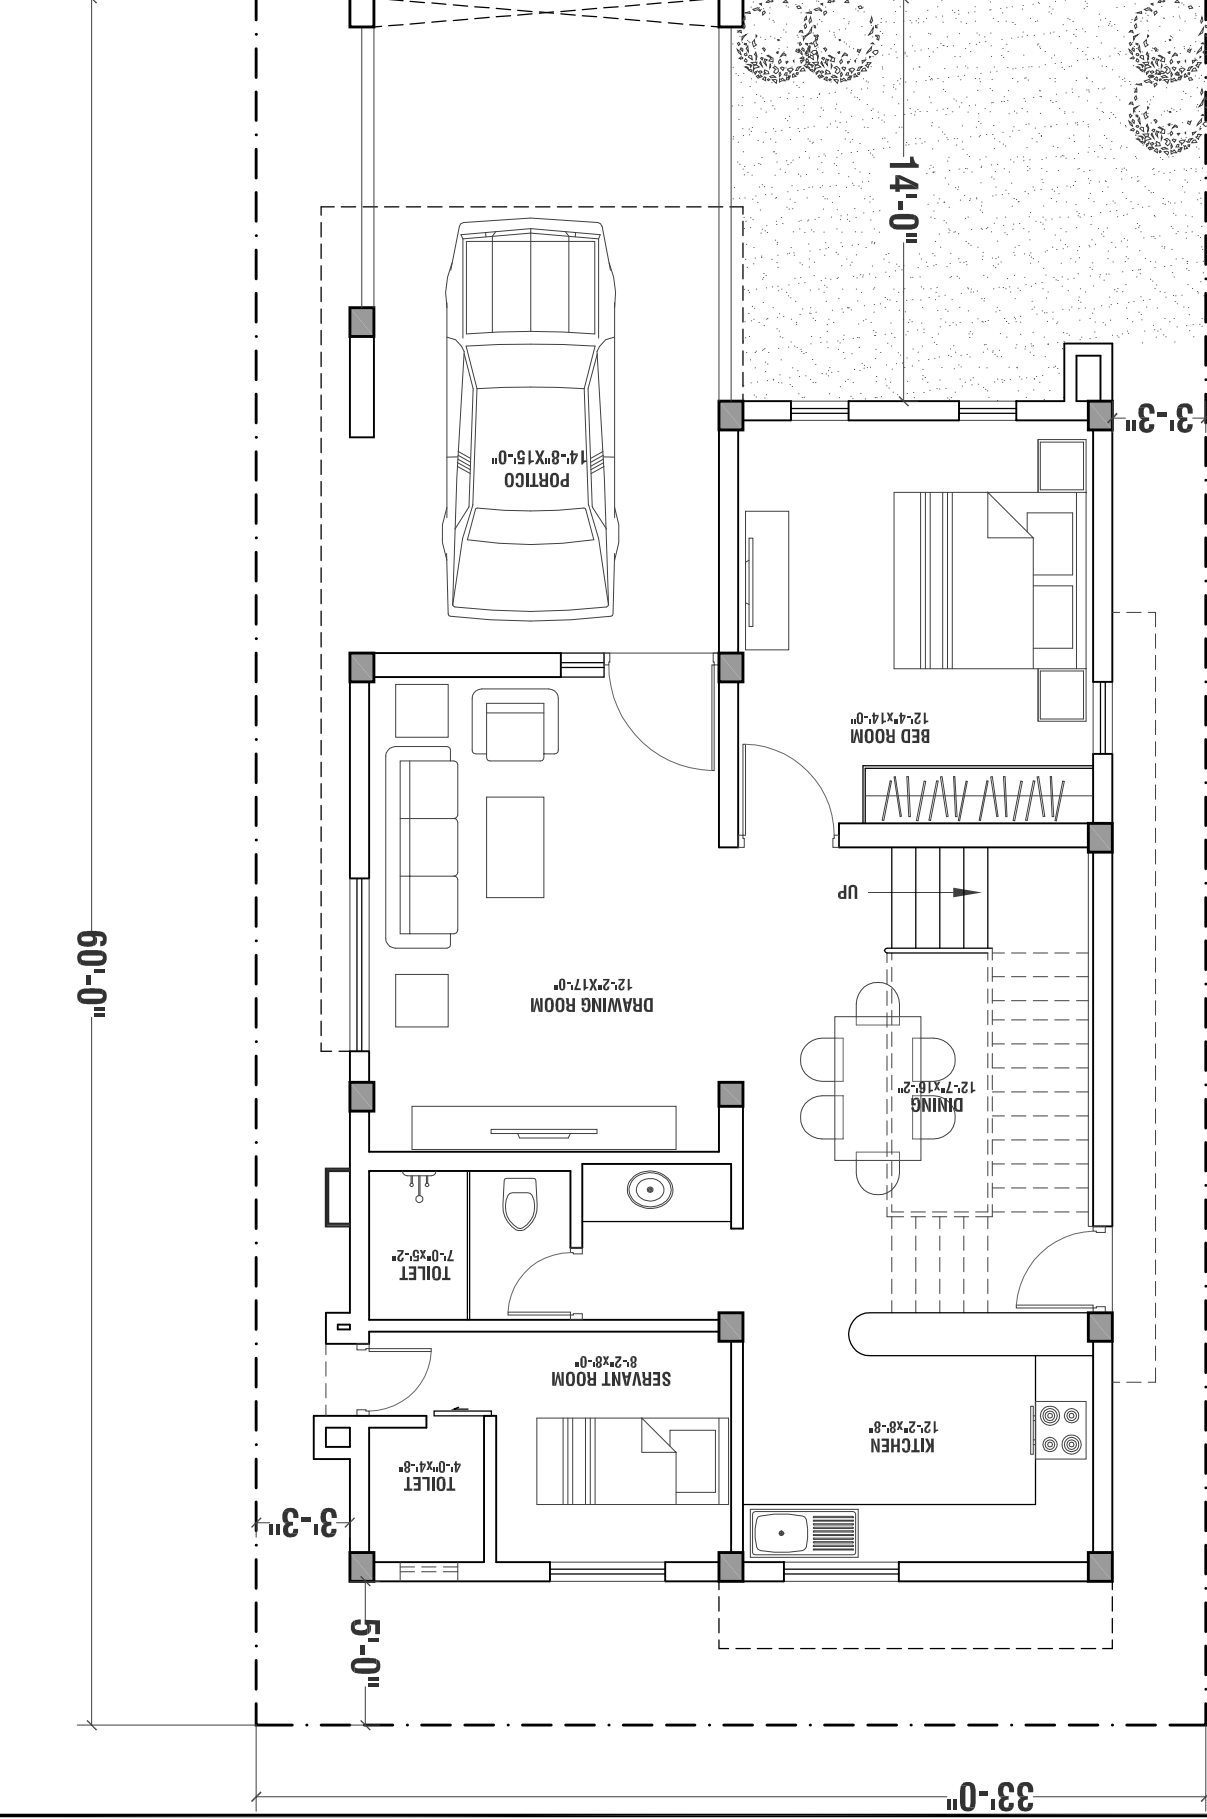 33'-0"
5'-0"
3'-3"
KITCHEN
12'-2"x8'-8"
TOILET
4'-0"x4'-8"
SERVANT ROOM
8'-2"x8'-0"
TOILET
7'-0"x5'-2"
DINING
12'-7"x16'-2"
DRAWING ROOM
12'-2"X17'-0"
60'-0"
UP
BED ROOM
12'-4"x14'-0"
PORTICO
14'-8"X15'-0"
3'-3"
14'-0"